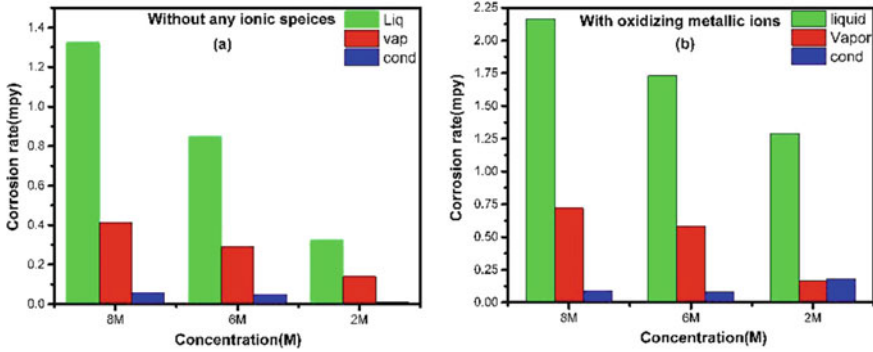 Without any ionic speices
(a)
Liq
vap
cond
1.4
1.2
1.0
0.8
0.6
0.4
0.2
0.0
Corrosion rate(mpy)
8M
6M
2M
Concentration(M)
With oxidizing metallic ions
(b)
liquid
Vapor
cond
2.25
2.00
1.75
1.50
1.25
1.00
0.75
0.50
0.25
0.00
Corrosion rate(mpy)
8M
6M
2M
Concentration(M)